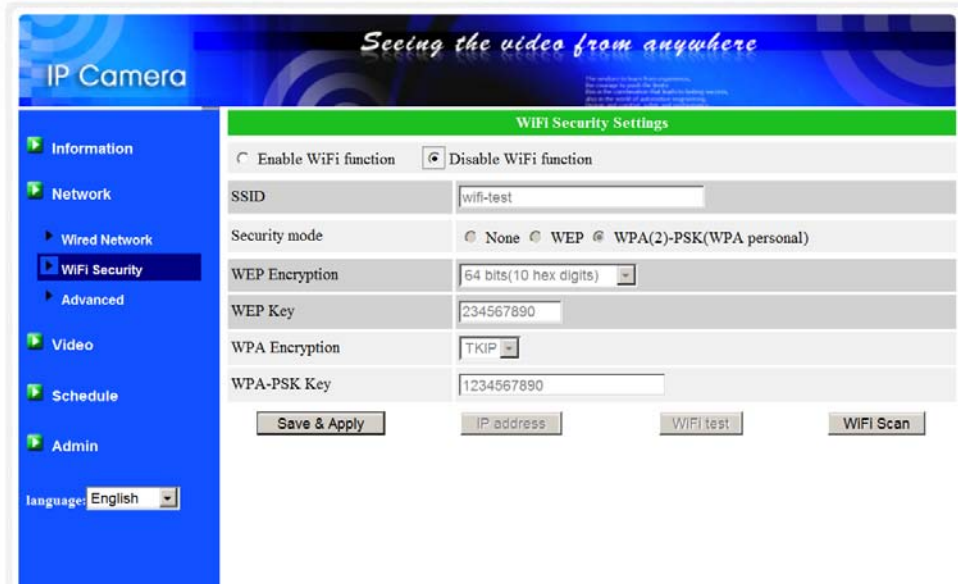 Seeing the video from anywhere
IP Camera
Information
Network
Wired Network
WiFi Security
Advanced
Video
Schedule
Admin
language: English
WiFi Security Settings
Enable WiFi function Disable WiFi function
SSID wifi-test
Security mode None WEP WPA(2)-PSK(WPA personal)
WEP Encryption 64 bits(10 hex digits)
WEP Key 234567890
WPA Encryption TKIP
WPA-PSK Key 1234567890
Save & Apply IP address WiFi test WiFi Scan